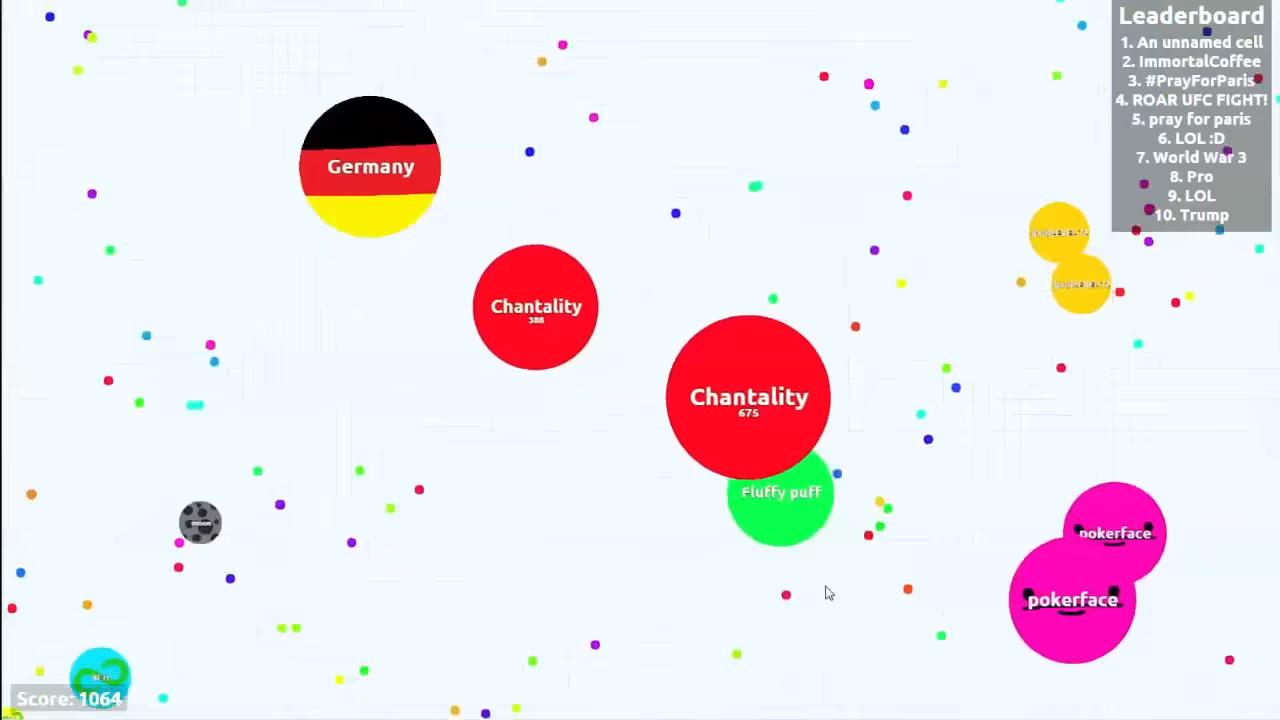 Leaderboard
1. An unnamed cell
2. ImmortalCoffee
3. #PrayForParis
4. ROAR UFC FIGHT!
5. pray for paris
6. LOL :D
7. World War 3
8. Pro
9. LOL
10. Trump
Germany
Chantality
388
Chantality
675
Fluffy puff
moon
pokerface
pokerface
Score: 1064